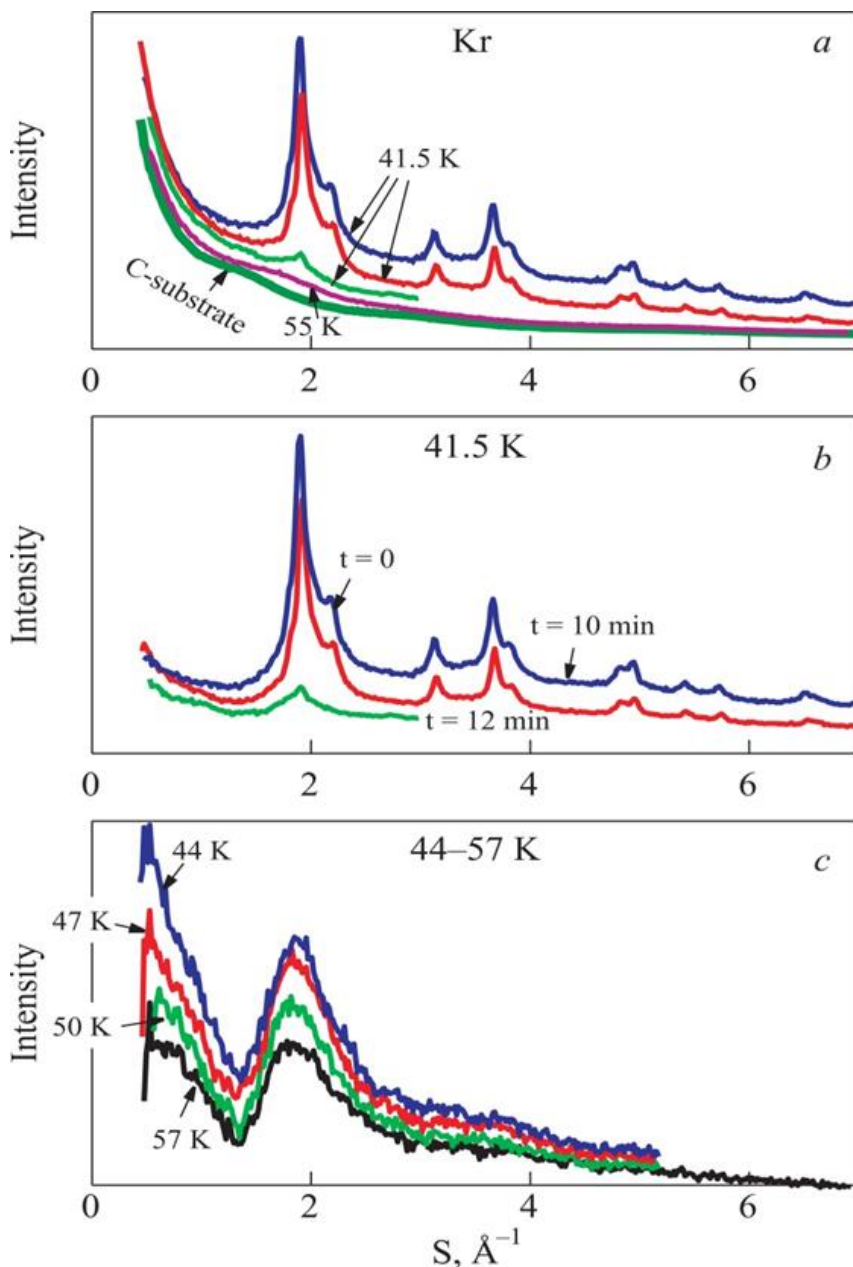 Kr
a
41.5 K
Intensity
C-substrate
55 K
0 2 4 6
41.5 K
b
t = 0
t = 10 min
t = 12 min
Intensity
0 2 4 6
44–57 K
c
44 K
47 K
50 K
57 K
Intensity
0 2 4 6
S, Å⁻¹